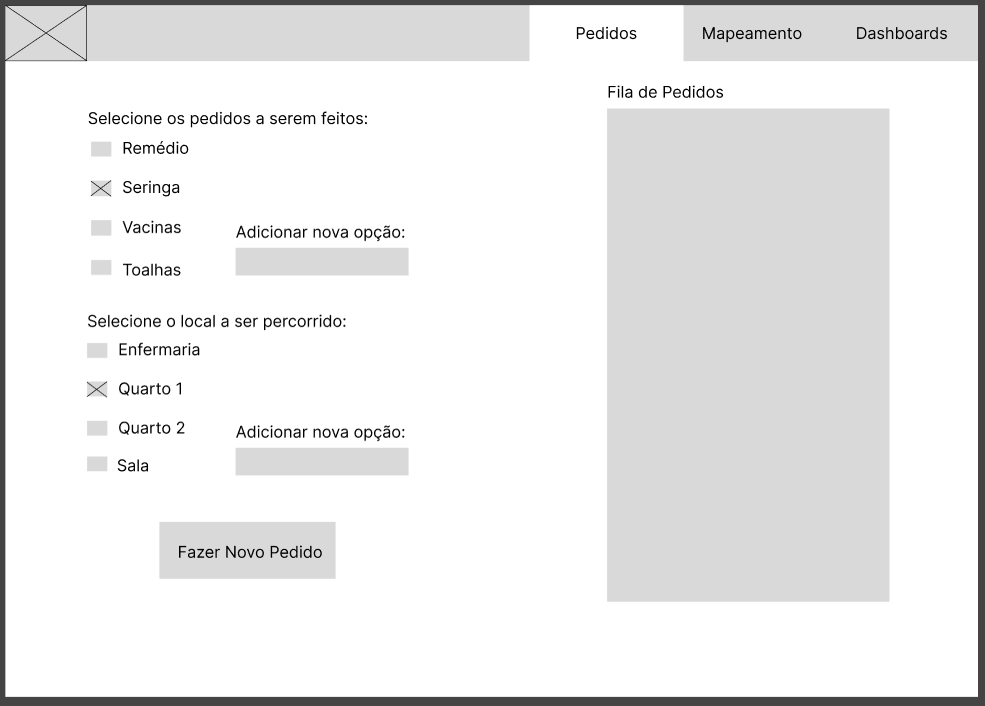 Pedidos
Mapeamento
Dashboards
Selecione os pedidos a serem feitos:
Remédio
Seringa
Vacinas
Toalhas
Adicionar nova opção:
Selecione o local a ser percorrido:
Enfermaria
Quarto 1
Quarto 2
Sala
Adicionar nova opção:
Fazer Novo Pedido
Fila de Pedidos